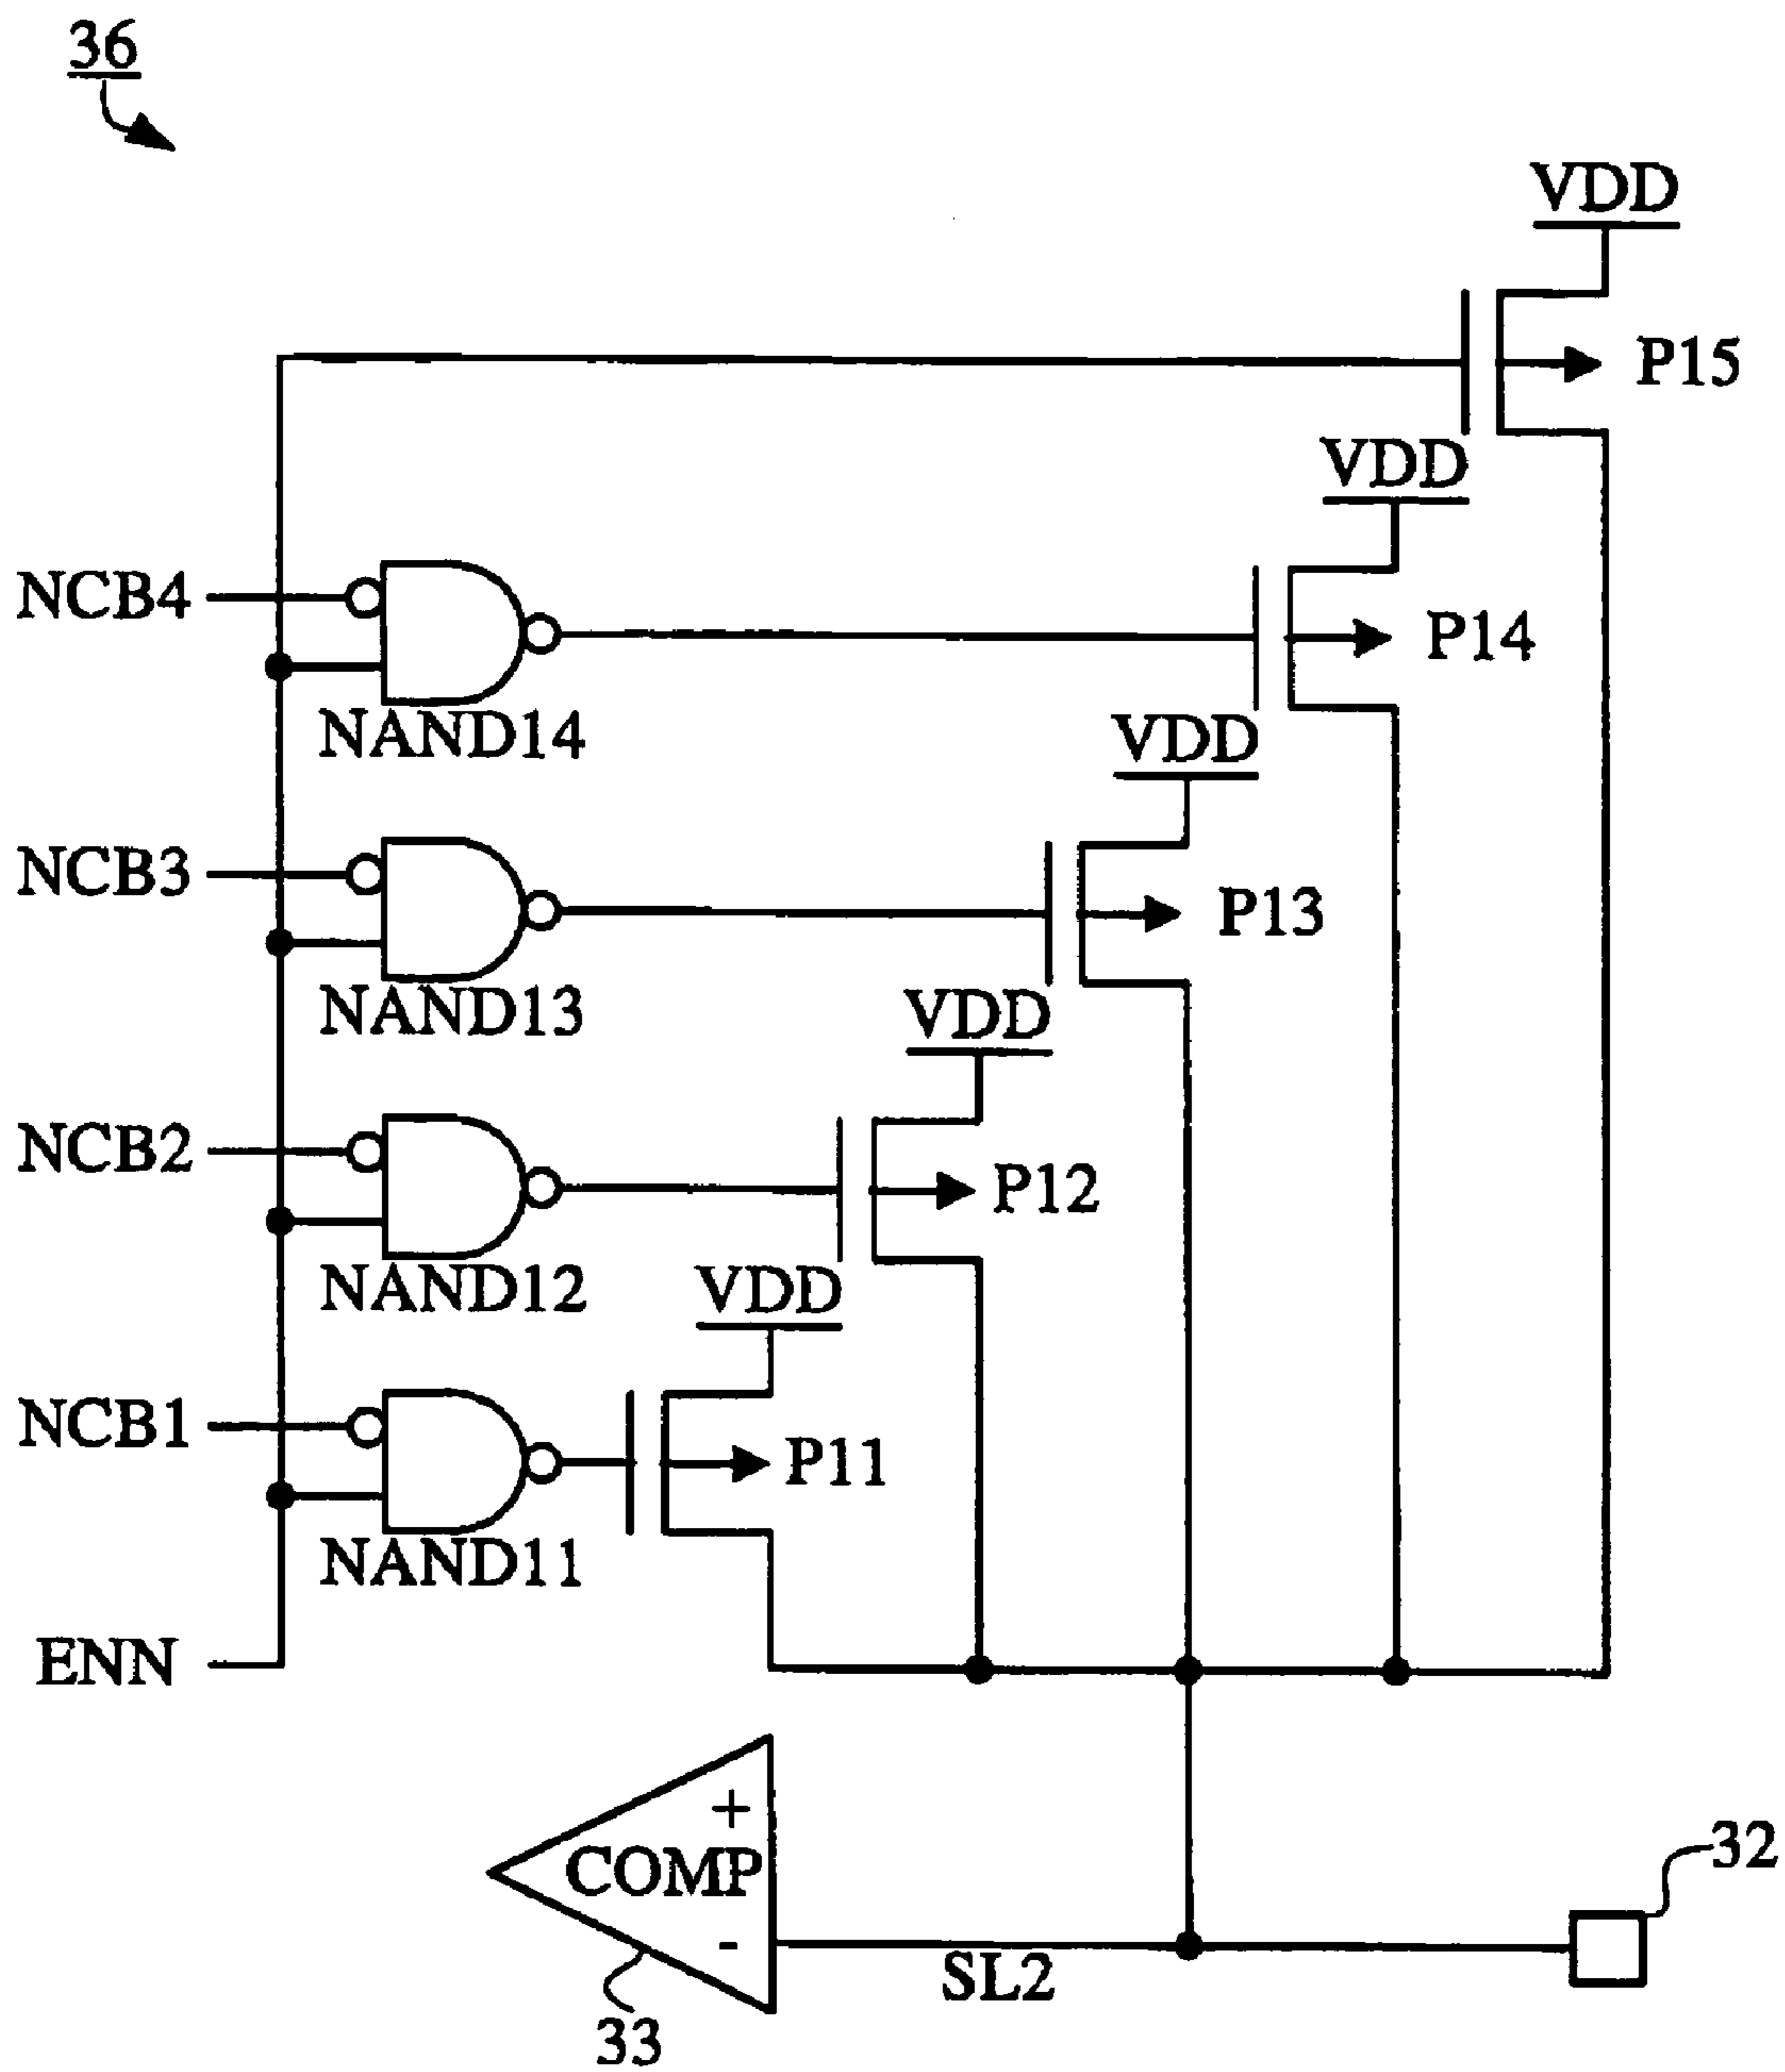 36
VDD
P15
VDD
NCB4
P14
NAND14
VDD
NCB3
P13
NAND13
VDD
NCB2
P12
NAND12
VDD
NCB1
P11
NAND11
ENN
+
COMP
-
SL2
32
33